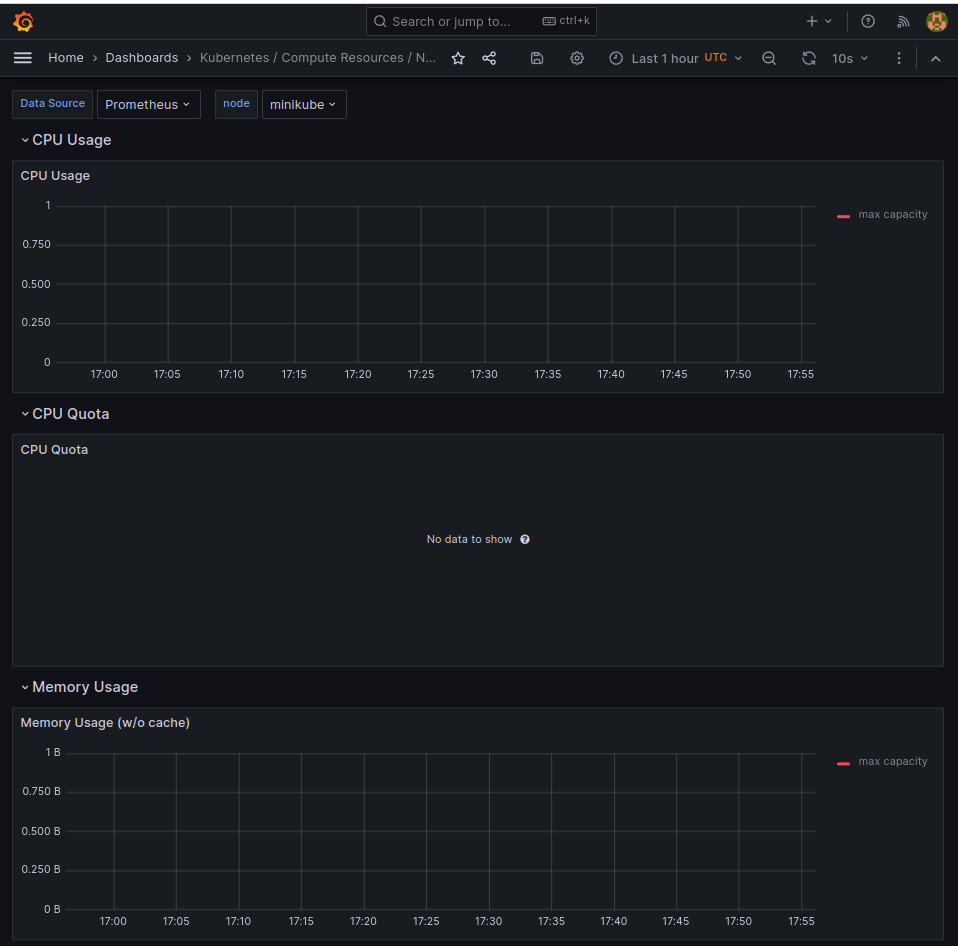 Search or jump to... ctrl+k
Home › Dashboards › Kubernetes / Compute Resources / N... Last 1 hour UTC 10s
Data Source Prometheus node minikube
CPU Usage
CPU Usage
1
0.750
0.500
0.250
0
17:00 17:05 17:10 17:15 17:20 17:25 17:30 17:35 17:40 17:45 17:50 17:55
max capacity
CPU Quota
CPU Quota
No data to show
Memory Usage
Memory Usage (w/o cache)
1 B
0.750 B
0.500 B
0.250 B
0 B
17:00 17:05 17:10 17:15 17:20 17:25 17:30 17:35 17:40 17:45 17:50 17:55
max capacity